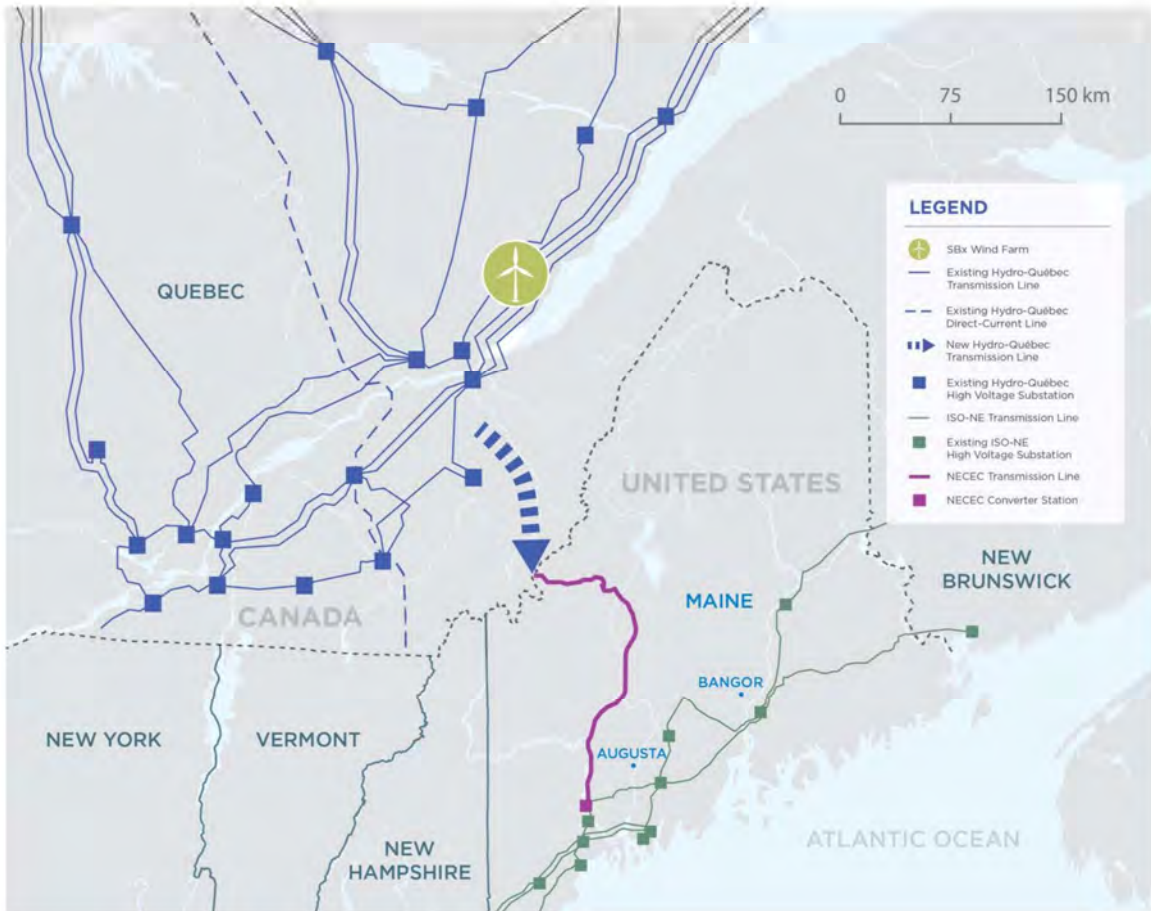 0 75 150 km
LEGEND
SBx Wind Farm
Existing Hydro-Québec
Transmission Line
Existing Hydro-Québec
Direct-Current Line
New Hydro-Québec
Transmission Line
Existing Hydro-Québec
High Voltage Substation
ISO-NE Transmission Line
Existing ISO-NE
High Voltage Substation
NECEC Transmission Line
NECEC Converter Station
QUEBEC
UNITED STATES
NEW
BRUNSWICK
CANADA
MAINE
BANGOR
NEW YORK
VERMONT
AUGUSTA
NEW
HAMPSHIRE
ATLANTIC OCEAN